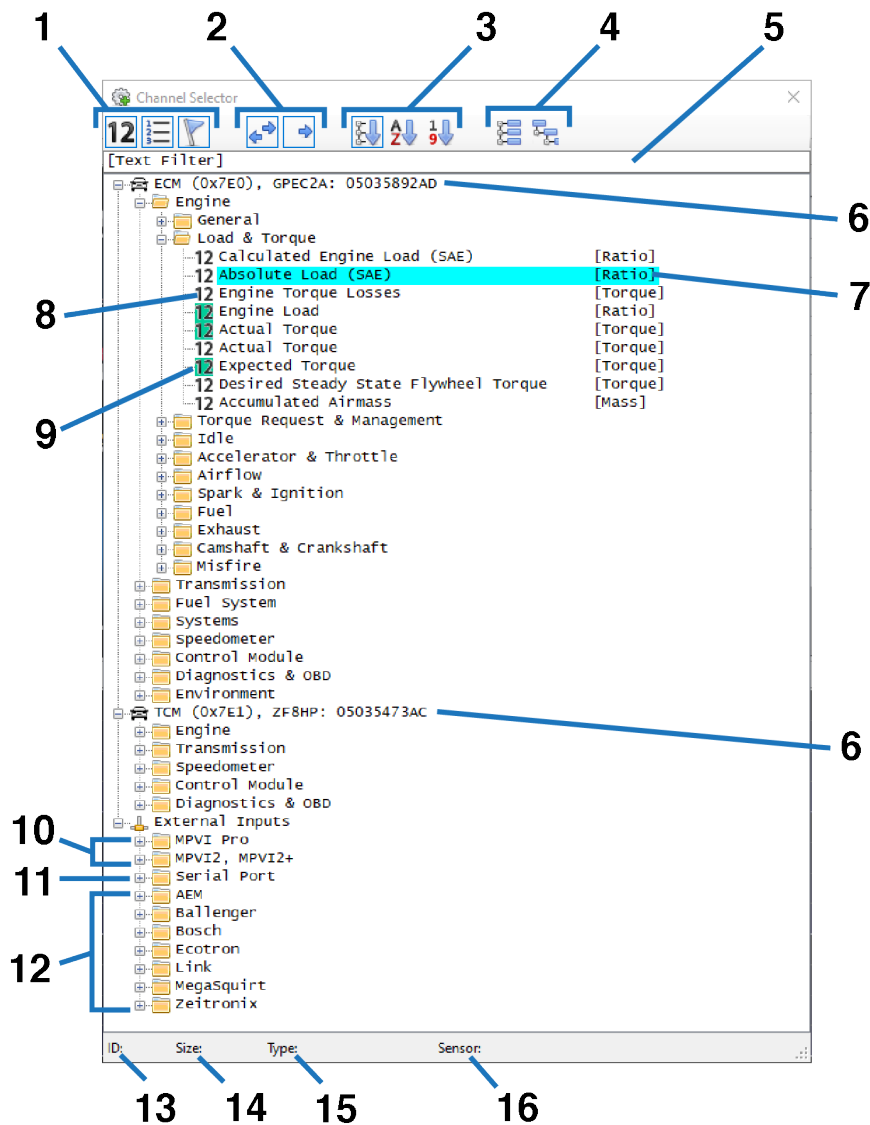 1 2 3 4 5
Channel Selector
12 1 2 3 A Z 1 9
[Text Filter]
ECM (0x7E0), GPEC2A: 05035892AD
6
Engine
General
Load & Torque
12 Calculated Engine Load (SAE) [Ratio]
12 Absolute Load (SAE) [Ratio]
7
8
12 Engine Torque Losses [Torque]
12 Engine Load [Ratio]
12 Actual Torque [Torque]
12 Actual Torque [Torque]
12 Expected Torque [Torque]
12 Desired Steady State Flywheel Torque [Torque]
12 Accumulated Airmass [Mass]
9
Torque Request & Management
Idle
Accelerator & Throttle
Airflow
Spark & Ignition
Fuel
Exhaust
Camshaft & Crankshaft
Misfire
Transmission
Fuel System
Systems
Speedometer
Control Module
Diagnostics & OBD
Environment
TCM (0x7E1), ZF8HP: 05035473AC
6
Engine
Transmission
Speedometer
Control Module
Diagnostics & OBD
External Inputs
10
MPVI Pro
MPVI2, MPVI2+
11
Serial Port
12
AEM
Ballenger
Bosch
Ecotron
Link
MegaSquirt
Zeitronix
ID: Size: Type: Sensor:
13 14 15 16